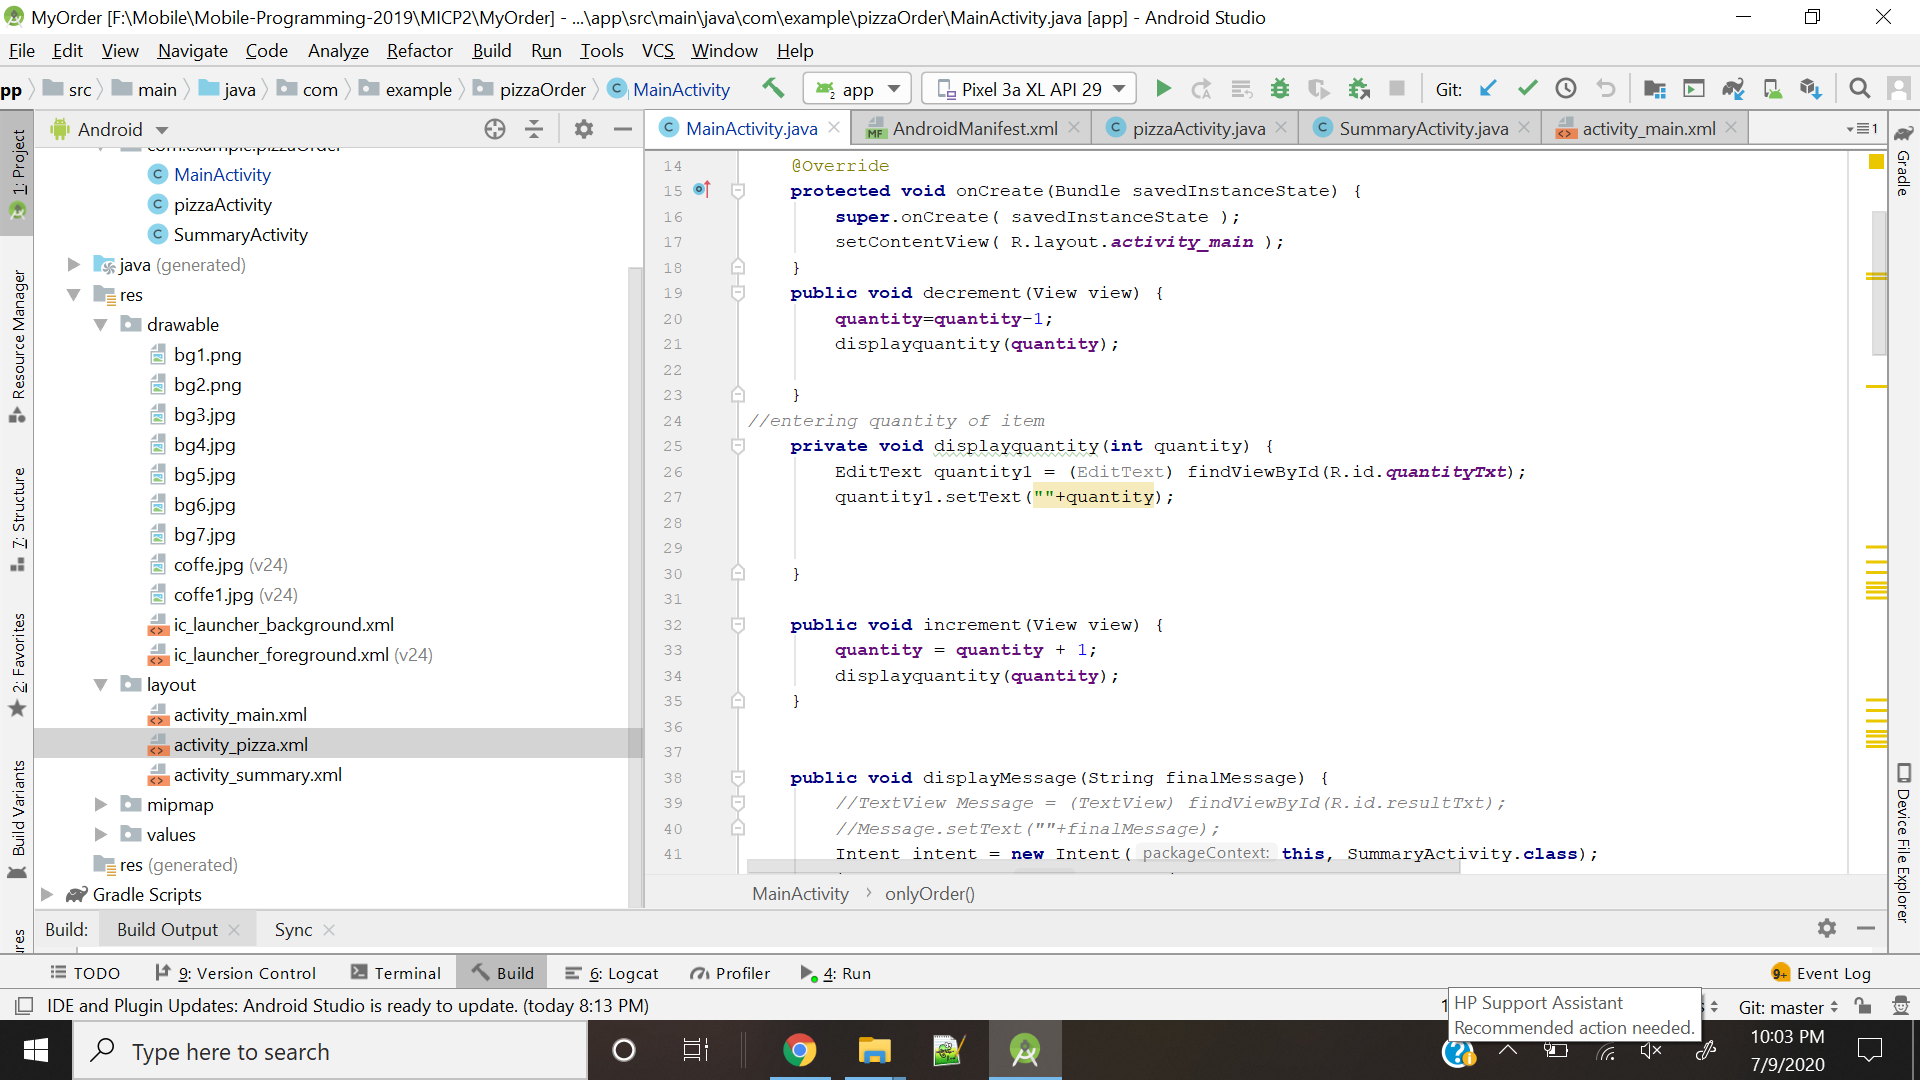 MyOrder [F:\Mobile\Mobile-Programming-2019\MICP2\MyOrder] - ...\app\src\main\java\com\example\pizzaOrder\MainActivity.java [app] - Android Studio
File Edit View Navigate Code Analyze Refactor Build Run Tools VCS Window Help
pp src main java com example pizzaOrder MainActivity app Pixel 3a XL API 29 Git:
Android
MainActivity.java AndroidManifest.xml pizzaActivity.java SummaryActivity.java activity_main.xml 1
1: Project
Resource Manager
7: Structure
2: Favorites
Build Variants
com.example.pizzaOrder
MainActivity
pizzaActivity
SummaryActivity
java (generated)
res
drawable
bg1.png
bg2.png
bg3.jpg
bg4.jpg
bg5.jpg
bg6.jpg
bg7.jpg
coffe.jpg (v24)
coffe1.jpg (v24)
ic_launcher_background.xml
ic_launcher_foreground.xml (v24)
layout
activity_main.xml
activity_pizza.xml
activity_summary.xml
mipmap
values
res (generated)
Gradle Scripts
14 @Override
15 protected void onCreate(Bundle savedInstanceState) {
16 super.onCreate( savedInstanceState );
17 setContentView( R.layout.activity_main );
18 }
19 public void decrement(View view) {
20 quantity=quantity-1;
21 displayquantity(quantity);
22
23 }
24 //entering quantity of item
25 private void displayquantity(int quantity) {
26 EditText quantity1 = (EditText) findViewById(R.id.quantityTxt);
27 quantity1.setText(""+quantity);
28
29
30 }
31
32 public void increment(View view) {
33 quantity = quantity + 1;
34 displayquantity(quantity);
35 }
36
37
38 public void displayMessage(String finalMessage) {
39 //TextView Message = (TextView) findViewById(R.id.resultTxt);
40 //Message.setText(""+finalMessage);
41 Intent intent = new Intent( packageContext: this, SummaryActivity.class);
MainActivity onlyOrder()
Gradle
Device File Explorer
Build: Build Output Sync
TODO 9: Version Control Terminal Build 6: Logcat Profiler 4: Run 9+ Event Log
IDE and Plugin Updates: Android Studio is ready to update. (today 8:13 PM) Git: master
HP Support Assistant
Recommended action needed.
Type here to search
10:03 PM
7/9/2020